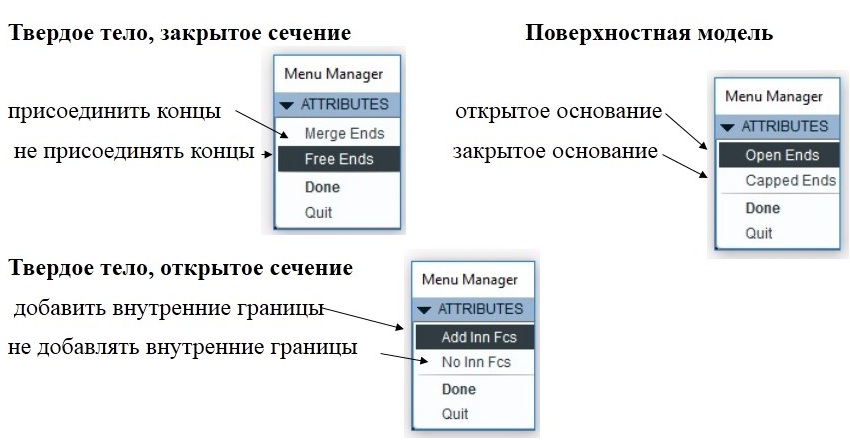 Твердое тело, закрытое сечение
Menu Manager
ATTRIBUTES
присоединить концы
Merge Ends
не присоединять концы
Free Ends
Done
Quit
Поверхностная модель
Menu Manager
ATTRIBUTES
открытое основание
Open Ends
закрытое основание
Capped Ends
Done
Quit
Твердое тело, открытое сечение
Menu Manager
ATTRIBUTES
добавить внутренние границы
Add Inn Fcs
не добавлять внутренние границы
No Inn Fcs
Done
Quit